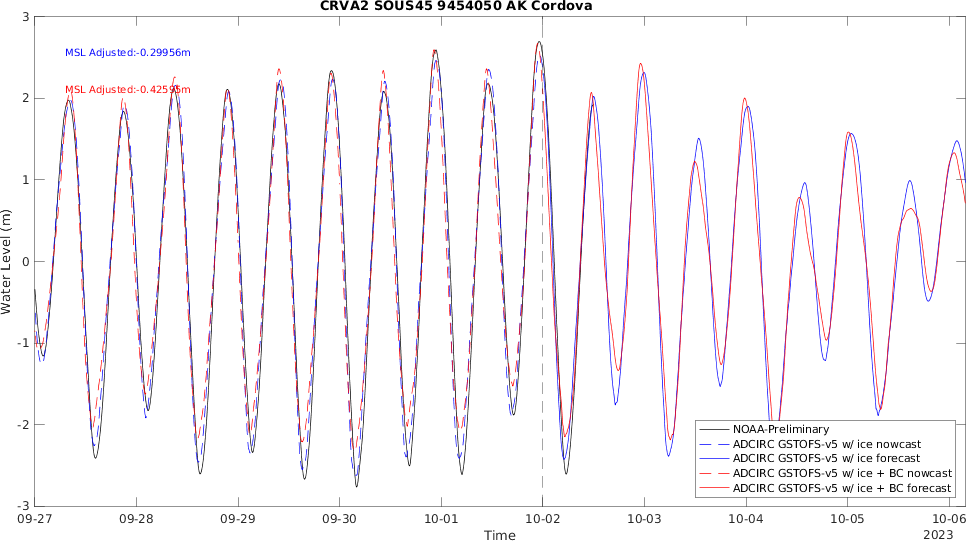 CRVA2 SOUS45 9454050 AK Cordova
MSL Adjusted:-0.29956m
MSL Adjusted:-0.42595m
Water Level (m)
3
2
1
0
-1
-2
-3
NOAA-Preliminary
ADCIRC GSTOFS-v5 w/ ice nowcast
ADCIRC GSTOFS-v5 w/ ice forecast
ADCIRC GSTOFS-v5 w/ ice + BC nowcast
ADCIRC GSTOFS-v5 w/ ice + BC forecast
09-27 09-28 09-29 09-30 10-01 10-02 10-03 10-04 10-05 10-06
Time
2023